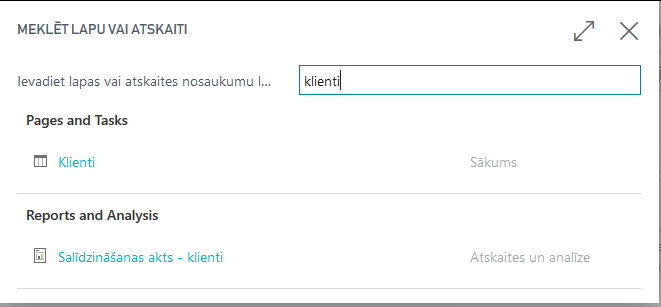 MEKLĒT LAPU VAI ATSKAITI
Ievadiet lapas vai atskaites nosaukumu l... klienti
Pages and Tasks
Klienti Sākums
Reports and Analysis
Salīdzināšanas akts - klienti Atskaites un analīze